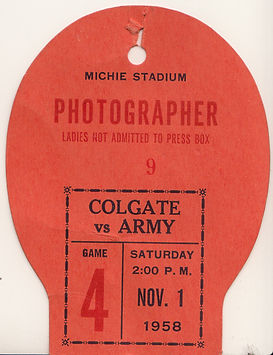 MICHIE STADIUM
PHOTOGRAPHER
LADIES NOT ADMITTED TO PRESS BOX
9
COLGATE
vs ARMY
GAME
4
SATURDAY
2:00 P. M.
NOV. 1
1958